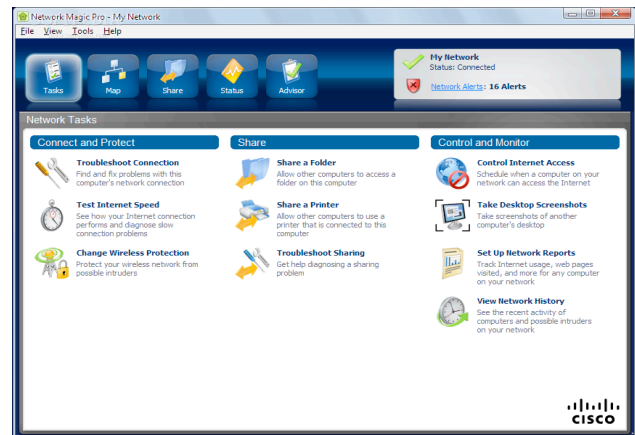 Network Magic Pro - My Network
File View Tools Help
Tasks
Map
Share
Status
Advisor
My Network
Status: Connected
Network Alerts: 16 Alerts
Network Tasks
Connect and Protect
Troubleshoot Connection
Find and fix problems with this
computer's network connection
Test Internet Speed
See how your Internet connection
performs and diagnose slow
connection problems
Change Wireless Protection
Protect your wireless network from
possible intruders
Share
Share a Folder
Allow other computers to access a
folder on this computer
Share a Printer
Allow other computers to use a
printer that is connected to this
computer
Troubleshoot Sharing
Get help diagnosing a sharing
problem
Control and Monitor
Control Internet Access
Schedule when a computer on your
network can access the Internet
Take Desktop Screenshots
Take screenshots of another
computer's desktop
Set Up Network Reports
Track Internet usage, web pages
visited, and more for any computer
on your network
View Network History
See the recent activity of
computers and possible intruders
on your network
CISCO